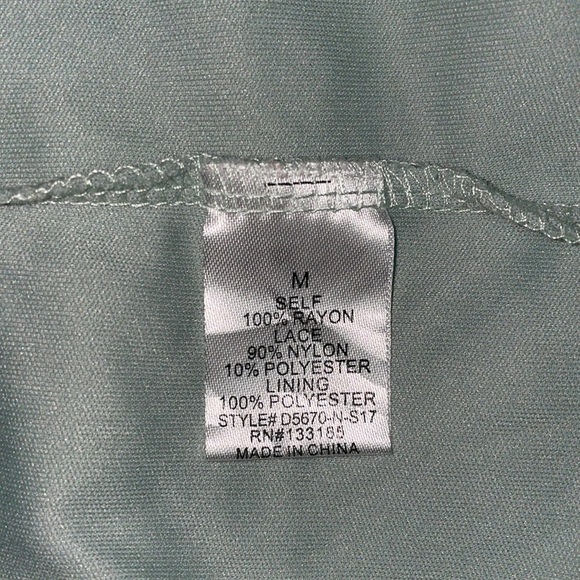 M
SELF
100% RAYON
LACE
90% NYLON
10% POLYESTER
LINING
100% POLYESTER
STYLE# D5670-N-S17
RN#133185
MADE IN CHINA